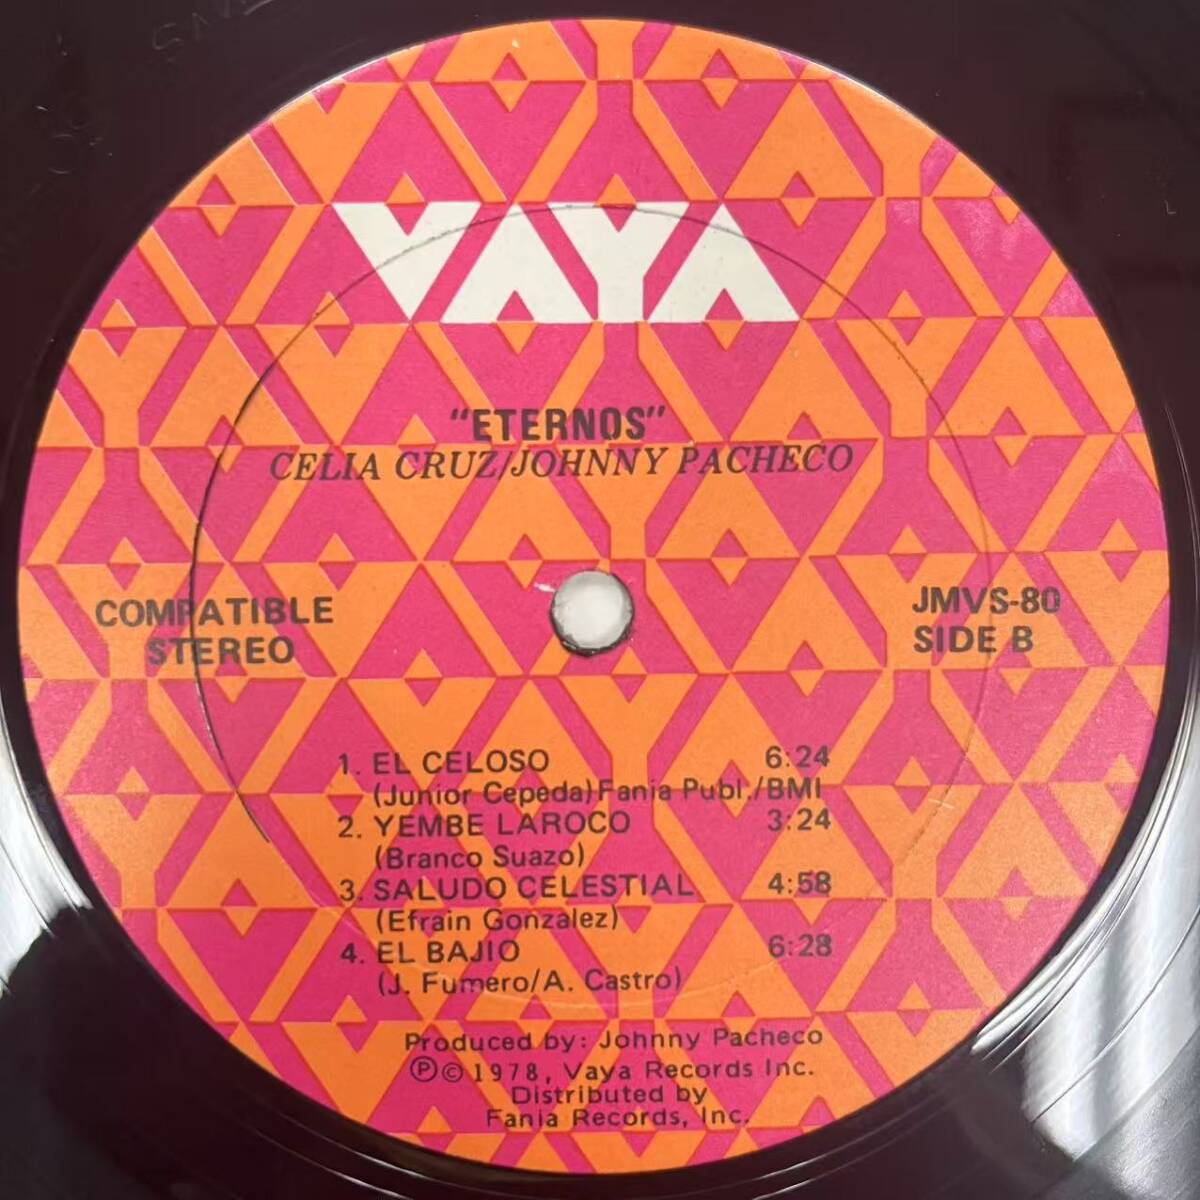 VAYA
"ETERNOS"
CELIA CRUZ/JOHNNY PACHECO
COMPATIBLE
STEREO
JMVS-80
SIDE B
1. EL CELOSO 6:24
(Junior Cepeda) Fania Publ./BMI
2. YEMBE LAROCO 3:24
(Branco Suazo)
3. SALUDO CELESTIAL 4:58
(Efrain Gonzalez)
4. EL BAJIO 6:28
(J. Fumero/A. Castro)
Produced by: Johnny Pacheco
Ⓟ© 1978, Vaya Records Inc.
Distributed by
Fania Records, Inc.